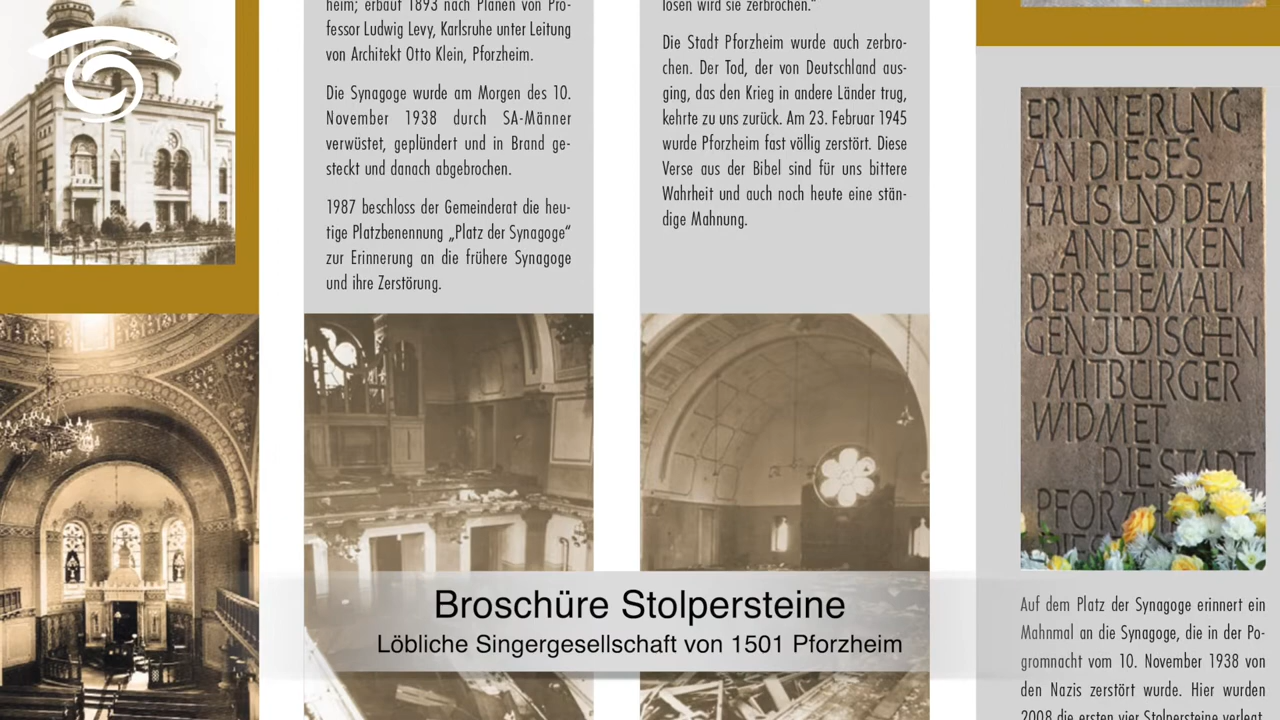 heim; erbaut 1893 nach Plänen von Pro-
fessor Ludwig Levy, Karlsruhe unter Leitung
von Architekt Otto Klein, Pforzheim.
Die Synagoge wurde am Morgen des 10.
November 1938 durch SA-Männer
verwüstet, geplündert und in Brand ge-
steckt und danach abgebrochen.
1987 beschloss der Gemeinderat die heu-
tige Platzbenennung „Platz der Synagoge“
zur Erinnerung an die frühere Synagoge
und ihre Zerstörung.
lösen wird sie zerbrochen.“
Die Stadt Pforzheim wurde auch zerbro-
chen. Der Tod, der von Deutschland aus-
ging, das den Krieg in andere Länder trug,
kehrte zu uns zurück. Am 23. Februar 1945
wurde Pforzheim fast völlig zerstört. Diese
Verse aus der Bibel sind für uns bittere
Wahrheit und auch noch heute eine stän-
dige Mahnung.
ERINNERUNG
AN DIESES
HAUS UND DEM
ANDENKEN
DER EHEMALI-
GEN JÜDISCHEN
MITBÜRGER
WIDMET
DIE STADT
Auf dem Platz der Synagoge erinnert ein
Mahnmal an die Synagoge, die in der Po-
gromnacht vom 10. November 1938 von
den Nazis zerstört wurde. Hier wurden
2008 die ersten vier Stolpersteine verlegt.
Broschüre Stolpersteine
Löbliche Singergesellschaft von 1501 Pforzheim